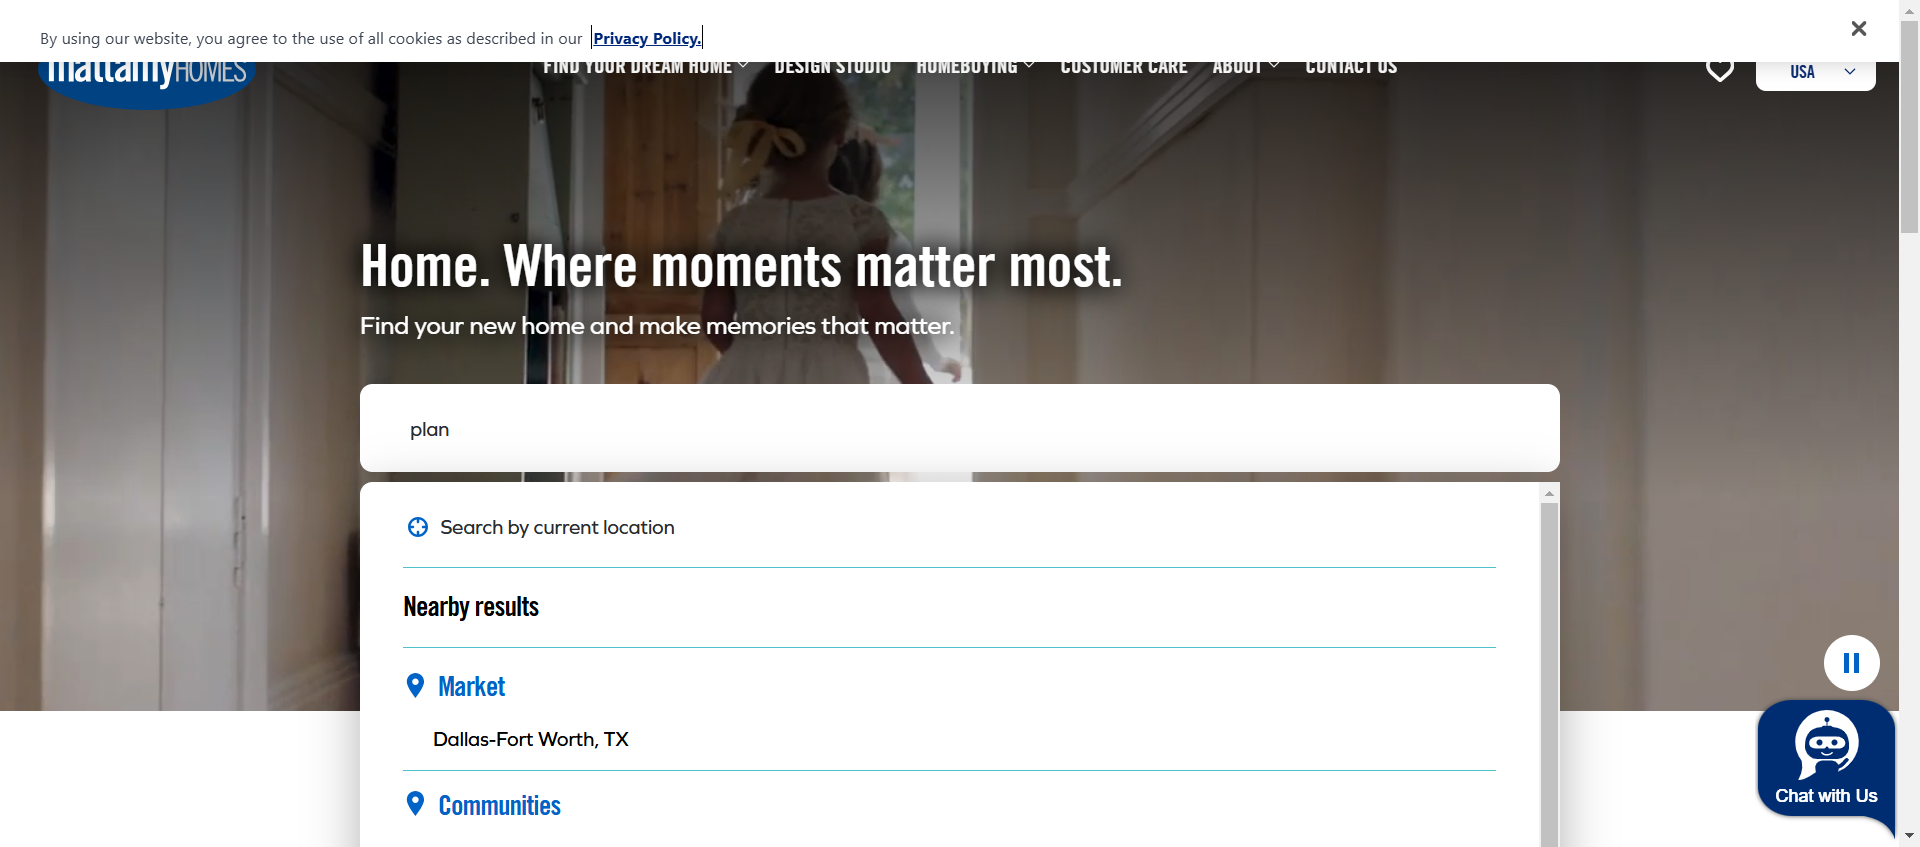 By using our website, you agree to the use of all cookies as described in our Privacy Policy.
mattamyHOMES
FIND YOUR DREAM HOME
DESIGN STUDIO
HOMEBUYING
CUSTOMER CARE
ABOUT
CONTACT US
USA
Home. Where moments matter most.
Find your new home and make memories that matter.
plan
Search by current location
Nearby results
Market
Dallas-Fort Worth, TX
Communities
Chat with Us